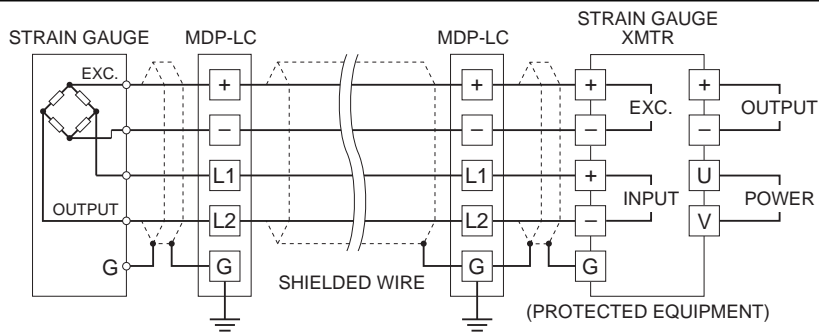 STRAIN GAUGE
MDP-LC
MDP-LC
STRAIN GAUGE
XMTR
EXC.
+
+
+
+
EXC.
OUTPUT
–
–
–
–
L1
L1
+
U
INPUT
POWER
OUTPUT
L2
L2
–
V
G
G
G
G
SHIELDED WIRE
(PROTECTED EQUIPMENT)